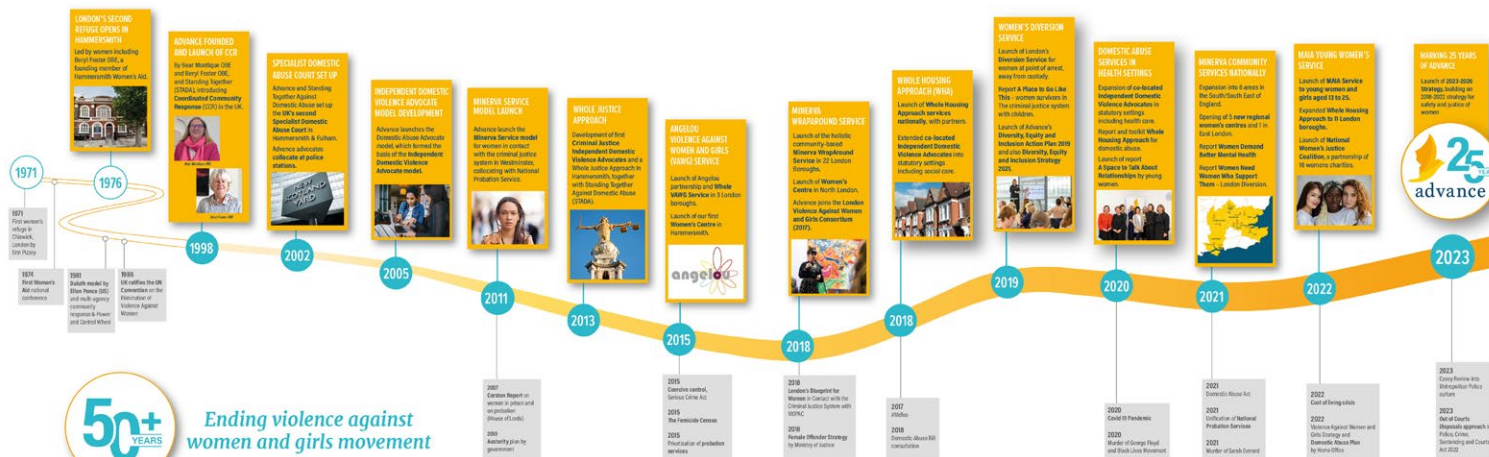 LONDON'S SECOND
REFUGE OPENS IN
HAMMERSMITH
Led by women including
Beryl Foster OBE, a
founding member of
Hammersmith Women's Aid.
ADVANCE FOUNDED
AND LAUNCH OF CCR
By Bear Montique OBE
and Beryl Foster OBE,
and Standing Together
(STADA), introducing
Coordinated Community
Response (CCR) in the UK.
SPECIALIST DOMESTIC
ABUSE COURT SET UP
Advance and Standing
Together Against
Domestic Abuse set up
the UK's second
Specialist Domestic
Abuse Court in
Hammersmith & Fulham.
Advance advocates
collocate at police
stations.
NEW
SCOTLAND
YARD
INDEPENDENT DOMESTIC
VIOLENCE ADVOCATE
MODEL DEVELOPMENT
Advance launches the
Domestic Abuse Advocate
model, which formed the
basis of the Independent
Domestic Violence
Advocate model.
MINERVA SERVICE
MODEL LAUNCH
Advance launch the
Minerva Service model
for women in contact
with the criminal justice
system in Westminster,
collocating with National
Probation Service.
WHOLE JUSTICE
APPROACH
Development of first
Criminal Justice
Independent Domestic
Violence Advocates and a
Whole Justice Approach in
Hammersmith, together
with Standing Together
Against Domestic Abuse
(STADA).
ANGELOU
VIOLENCE AGAINST
WOMEN AND GIRLS
(VAWG) SERVICE
Launch of Angelou
partnership and Whole
VAWG Service in 3 London
boroughs.
Launch of our first
Women's Centre in
Hammersmith.
angelou
MINERVA
WRAPAROUND SERVICE
Launch of the holistic
community-based
Minerva WrapAround
Service in 22 London
Boroughs.
Launch of Women's
Centre in North London.
Advance joins the London
Violence Against Women
and Girls Consortium
(2017).
WHOLE HOUSING
APPROACH (WHA)
Launch of Whole Housing
Approach services
nationally, with partners.
Extended co-located
Independent Domestic
Violence Advocates into
statutory settings
including social care.
WOMEN'S DIVERSION
SERVICE
Launch of London's
Diversion Service for
women at point of arrest,
away from custody.
Report A Place to Go Like
This - women survivors in
The criminal justice system
with children.
Launch of Advance's
Diversity, Equity and
Inclusion Action Plan 2019
and also Diversity, Equity
and Inclusion Strategy
2021.
DOMESTIC ABUSE
SERVICES IN
HEALTH SETTINGS
Expansion of co-located
Independent Domestic
Violence Advocates in
statutory settings
including health care.
Report and toolkit Whole
Housing Approach for
domestic abuse.
Launch of report
A Space to Talk About
Relationships by young
women.
MINERVA COMMUNITY
SERVICES NATIONALLY
Expansion into 8 areas in
the South/South East of
England.
Opening of 5 new regional
women's centres and 1 in
East London.
Report Women Demand
Better Mental Health
Report Women Need
Women Who Support
Them - London Diversion.
MAIA YOUNG WOMEN'S
SERVICE
Launch of MAIA Service
to young women and
girls aged 13 to 25.
Expanded Whole Housing
Approach to 11 London
boroughs.
Launch of National
Women's Justice
Coalition, a partnership of
MARKING 25 YEARS
OF ADVANCE
Launch of 2023-2026
Strategy, building on
strategy for
safety and justice of
women
25
advance
1971
1976
1998
2002
2005
2011
2013
2015
2018
2018
2019
2020
2021
2022
2023
1971
First women's
refuge in
Chiswick,
London by
Erin Pizzey
1974
First Women's
Aid national
conference
1981
Duluth model by
Ellen Pence (US)
and multi-agency
community
response & Power
and Control Wheel
1986
UK ratifies the UN
Convention on the
Elimination of
Violence Against
Women
2007
Corston Report on
women in prison and
on probation
(House of Lords)
Austerity plan by
government
2015
Coercive control,
Serious Crime Act
2015
The Femicide Census
2015
Privatisation of probation
services
2018
London's Blueprint for
Women in Contact with the
Criminal Justice System with
MOPAC
2018
Female Offender Strategy
by Ministry of Justice
2017
#MeToo
2018
Domestic Abuse Bill
consultation
2020
Covid 19 Pandemic
2020
Murder of George Floyd
and Black Lives Movement
2021
Domestic Abuse Act
2021
Unification of National
Probation Services
2021
Murder of Sarah Everard
2022
Cost of living crisis
2022
Violence Against Women and
Girls Strategy and
Domestic Abuse Plan
by Home Office
2023
Casey Review into
Metropolitan Police
culture
2023
Out of Courts
Disposals approach in
Police, Crime,
Sentencing and Courts
Act 2022
50+
YEARS
Ending violence against
women and girls movement